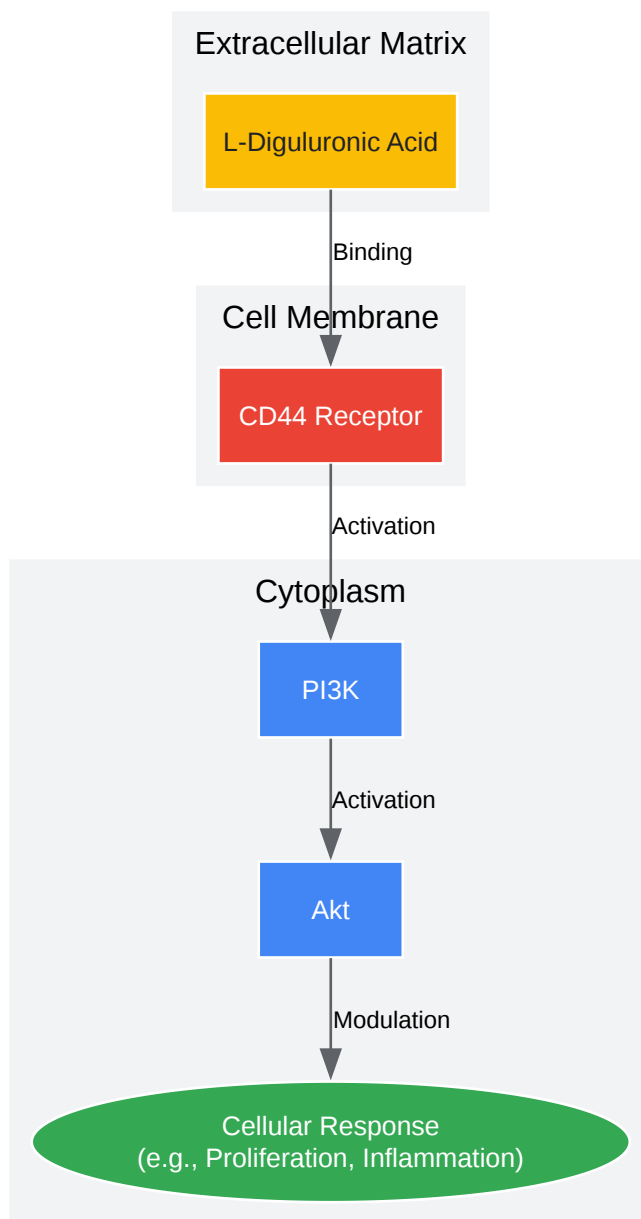 Extracellular Matrix
L-Diguluronic Acid
Binding
Cell Membrane
CD44 Receptor
Activation
Cytoplasm
PI3K
Activation
Akt
Modulation
Cellular Response
(e.g., Proliferation, Inflammation)